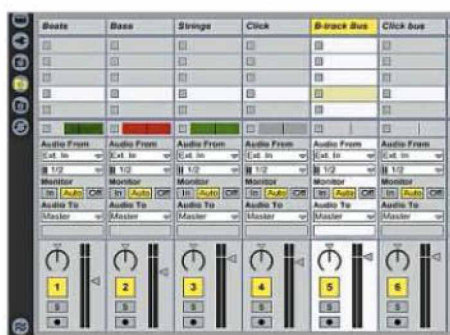 Beats Bass Strings Click B-track Bus Click bus
Audio From Audio From Audio From Audio From Audio From Audio From
Ext. In Ext. In Ext. In Ext. In Ext. In Ext. In
1/2 1/2 1/2 1/2 1/2 1/2
Monitor Monitor Monitor Monitor Monitor Monitor
In Auto Off In Auto Off In Auto Off In Auto Off In Auto Off In Auto Off
Audio To Audio To Audio To Audio To Audio To Audio To
Master Master Master Master Master Master
1 2 3 4 5 6
S S S S S S